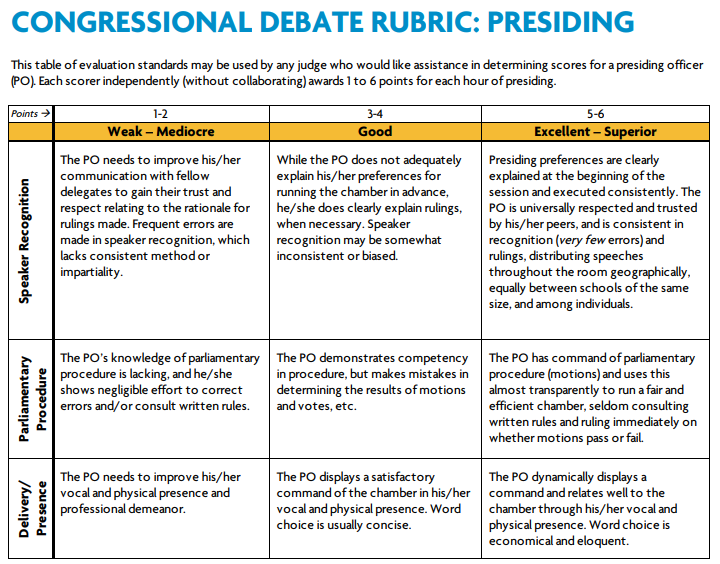 CONGRESSIONAL DEBATE RUBRIC: PRESIDING
This table of evaluation standards may be used by any judge who would like assistance in determining scores for a presiding officer
(PO). Each scorer independently (without collaborating) awards 1 to 6 points for each hour of presiding.
Points → 1-2 3-4 5-6
Weak – Mediocre Good Excellent – Superior
Speaker Recognition
The PO needs to improve his/her
communication with fellow
delegates to gain their trust and
respect relating to the rationale for
rulings made. Frequent errors are
made in speaker recognition, which
lacks consistent method or
impartiality.
While the PO does not adequately
explain his/her preferences for
running the chamber in advance,
he/she does clearly explain rulings,
when necessary. Speaker
recognition may be somewhat
inconsistent or biased.
Presiding preferences are clearly
explained at the beginning of the
session and executed consistently. The
PO is universally respected and trusted
by his/her peers, and is consistent in
recognition (very few errors) and
rulings, distributing speeches
throughout the room geographically,
equally between schools of the same
size, and among individuals.
Parliamentary
Procedure
The PO's knowledge of parliamentary
procedure is lacking, and he/she
shows negligible effort to correct
errors and/or consult written rules.
The PO demonstrates competency
in procedure, but makes mistakes in
determining the results of motions
and votes, etc.
The PO has command of parliamentary
procedure (motions) and uses this
almost transparently to run a fair and
efficient chamber, seldom consulting
written rules and ruling immediately on
whether motions pass or fail.
Delivery/
Presence
The PO needs to improve his/her
vocal and physical presence and
professional demeanor.
The PO displays a satisfactory
command of the chamber in his/her
vocal and physical presence. Word
choice is usually concise.
The PO dynamically displays a
command and relates well to the
chamber through his/her vocal and
physical presence. Word choice is
economical and eloquent.